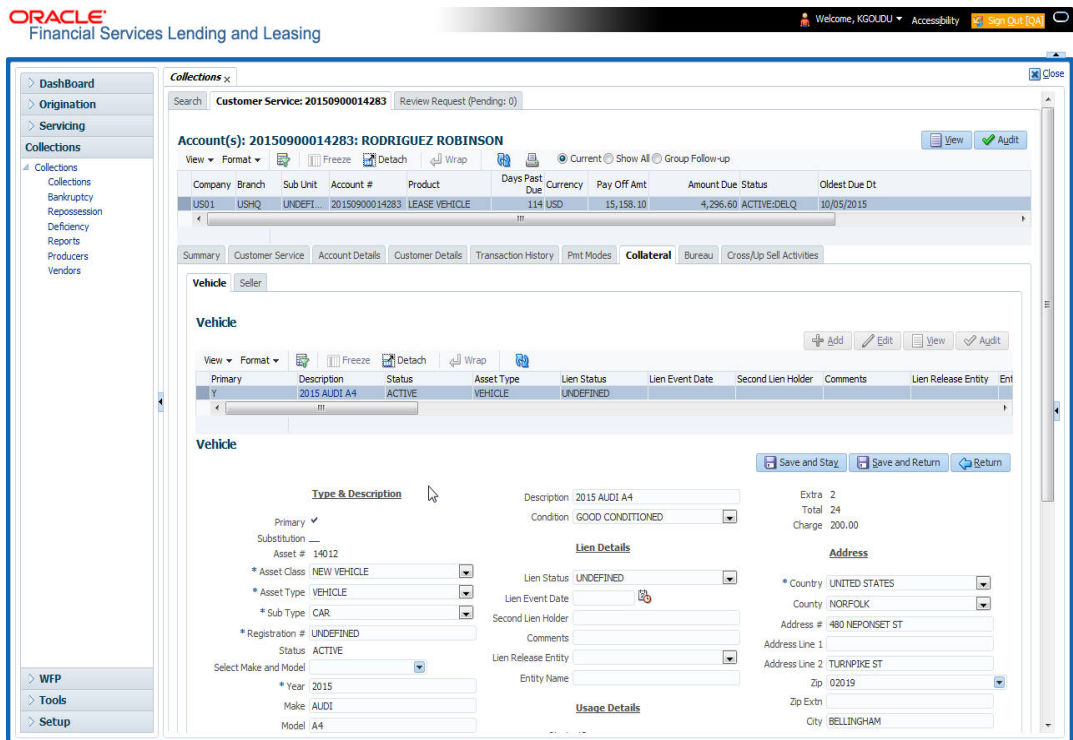 ORACLE
Financial Services Lending and Leasing
Welcome, KGOUDU Accessibility Sign Out [QA]
Close
DashBoard
Origination
Servicing
Collections
Collections
Collections
Bankruptcy
Repossession
Deficiency
Reports
Producers
Vendors
WFP
Tools
Setup
Collections x
Search Customer Service: 20150900014283 Review Request (Pending: 0)
Account(s): 20150900014283: RODRIGUEZ ROBINSON
View Audit
View Format Freeze Detach Wrap Current Show All Group Follow-up
Company Branch Sub Unit Account # Product Days Past Due Currency Pay Off Amt Amount Due Status Oldest Due Dt
US01 USHQ UNDEFI... 20150900014283 LEASE VEHICLE 114 USD 15,158.10 4,296.60 ACTIVE:DELQ 10/05/2015
Summary Customer Service Account Details Customer Details Transaction History Pmt Modes Collateral Bureau Cross/Up Sell Activities
Vehicle Seller
Vehicle
Add Edit View Audit
View Format Freeze Detach Wrap
Primary Description Status Asset Type Lien Status Lien Event Date Second Lien Holder Comments Lien Release Entity Ent
Y 2015 AUDI A4 ACTIVE VEHICLE UNDEFINED
Vehicle
Save and Stay Save and Return Return
Type & Description
Primary
Substitution
Asset # 14012
* Asset Class NEW VEHICLE
* Asset Type VEHICLE
* Sub Type CAR
* Registration # UNDEFINED
Status ACTIVE
Select Make and Model
* Year 2015
Make AUDI
Model A4
Description 2015 AUDI A4
Condition GOOD CONDITIONED
Lien Details
Lien Status UNDEFINED
Lien Event Date
Second Lien Holder
Comments
Lien Release Entity
Entity Name
Usage Details
Extra 2
Total 24
Charge 200.00
Address
* Country UNITED STATES
County NORFOLK
Address # 480 NEPONSET ST
Address Line 1
Address Line 2 TURNPIKE ST
Zip 02019
Zip Extn
City BELLINGHAM